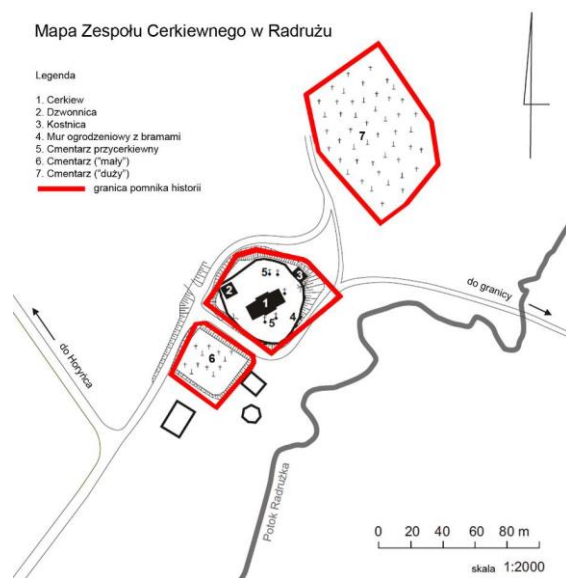 Mapa Zespołu Cerkiewnego w Radrużu
Legenda
1. Cerkiew
2. Dzwonnica
3. Kostnica
4. Mur ogrodzeniowy z bramami
5. Cmentarz przycerkiewny
6. Cmentarz ("mały")
7. Cmentarz ("duży")
granica pomnika historii
7
5
3
2
1
5
4
6
do granicy
do Horyńca
Potok Radrużka
0 20 40 60 80 m
skala 1:2000